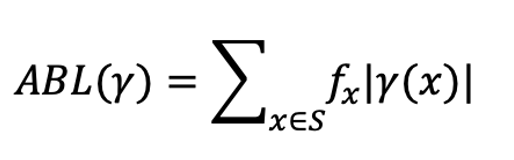 ABL(γ) = ∑_{x∈S} f_x|γ(x)|